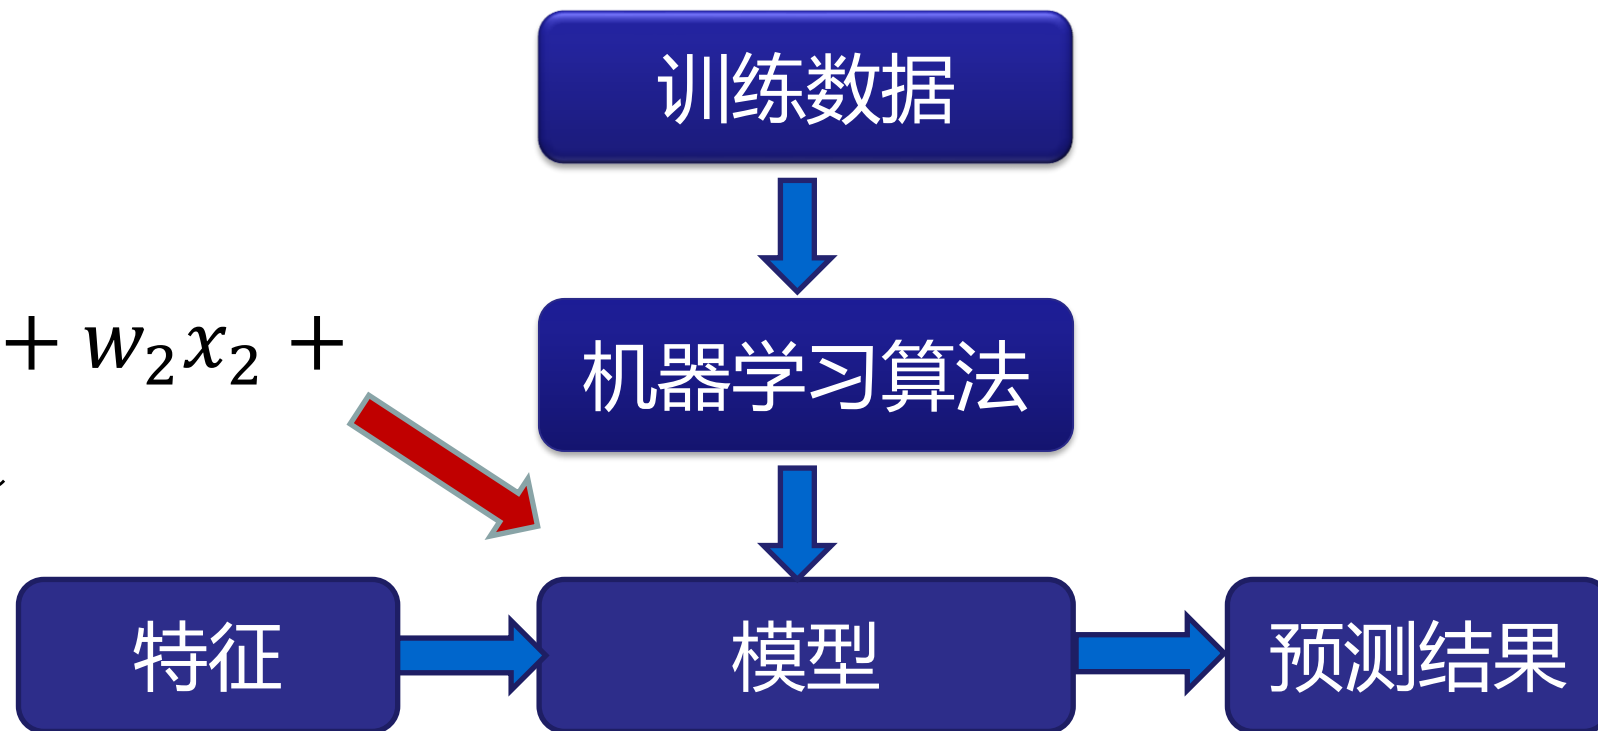 训练数据
+ w₂x₂ +
机器学习算法
特征
模型
预测结果